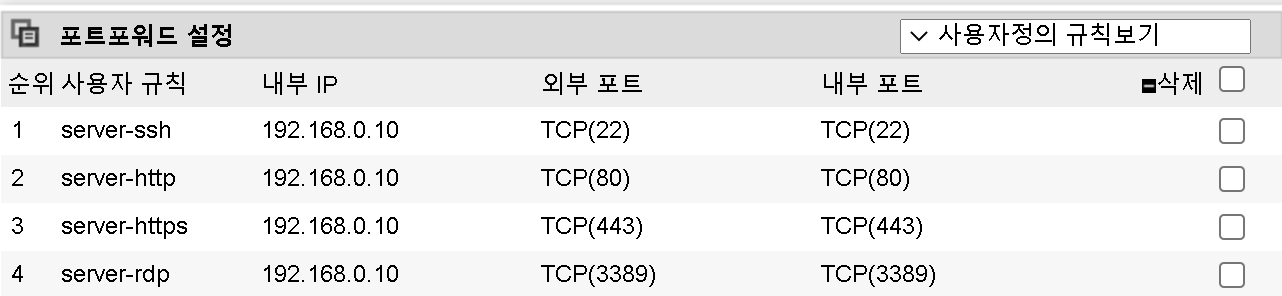 포트포워드 설정 사용자정의 규칙보기
순위 사용자 규칙 내부 IP 외부 포트 내부 포트 삭제
1 server-ssh 192.168.0.10 TCP(22) TCP(22)
2 server-http 192.168.0.10 TCP(80) TCP(80)
3 server-https 192.168.0.10 TCP(443) TCP(443)
4 server-rdp 192.168.0.10 TCP(3389) TCP(3389)